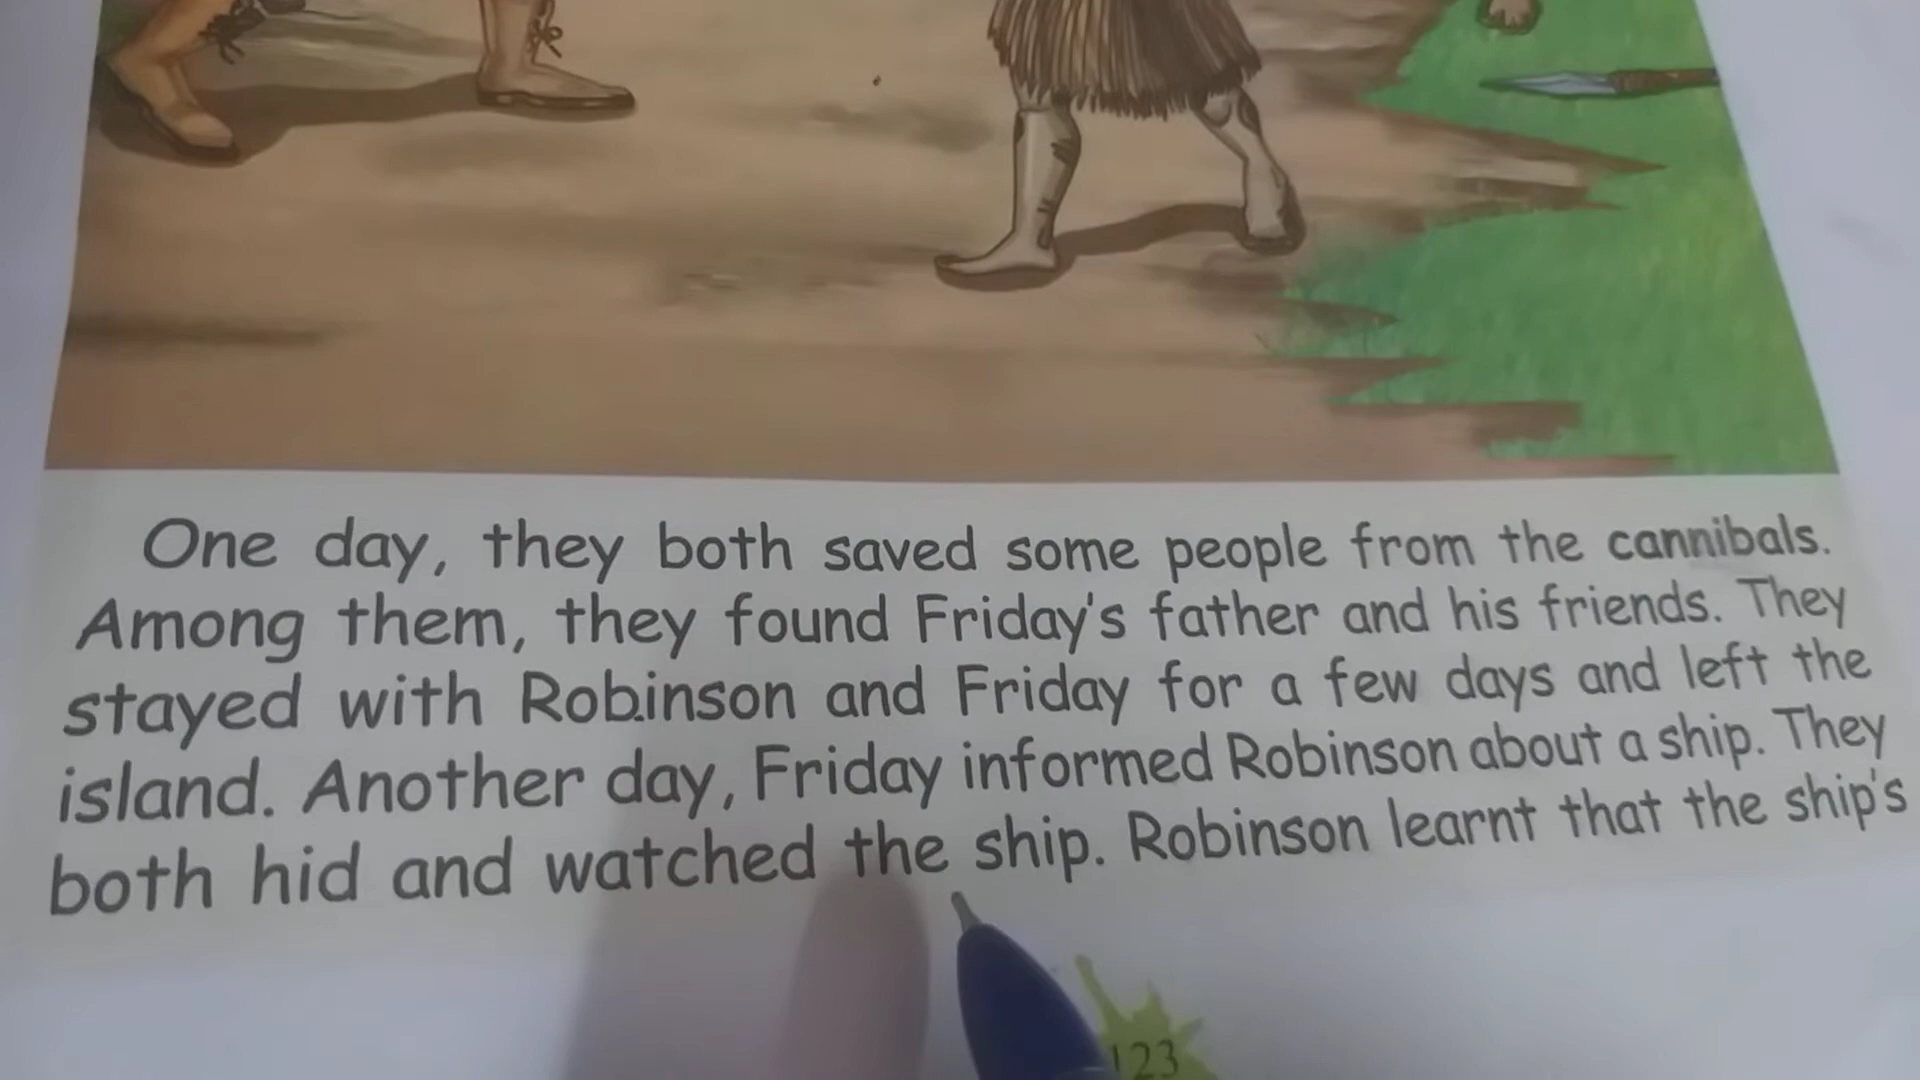 One day, they both saved some people from the cannibals.
Among them, they found Friday's father and his friends. They
stayed with Robinson and Friday for a few days and left the
island. Another day, Friday informed Robinson about a ship. They
both hid and watched the ship. Robinson learnt that the ship's
123